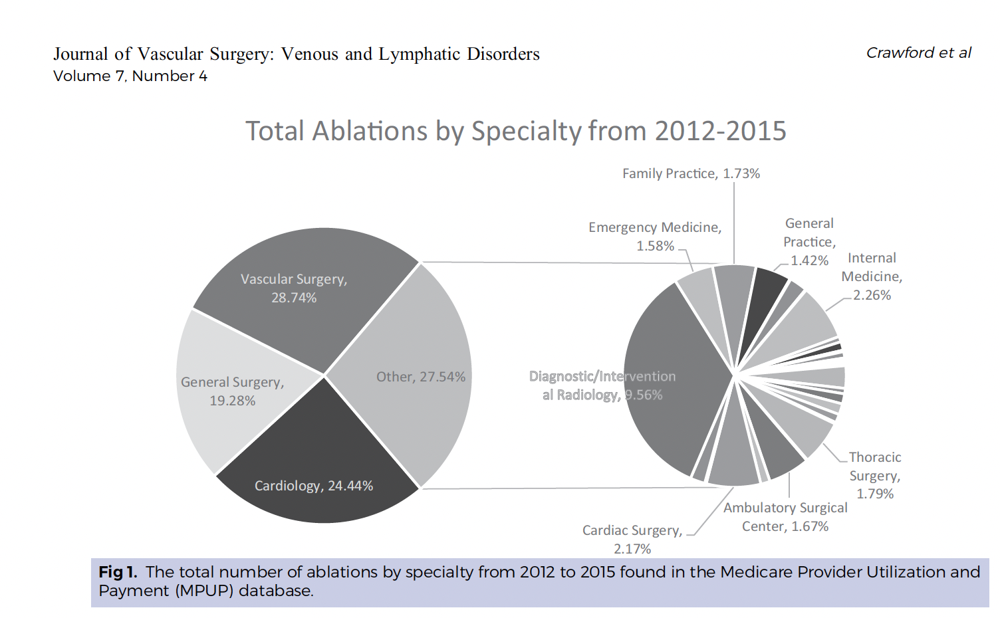 Journal of Vascular Surgery: Venous and Lymphatic Disorders
Crawford et al
Volume 7, Number 4
Total Ablations by Specialty from 2012-2015
Family Practice, 1.73%
Emergency Medicine,
1.58%
General
Practice,
1.42%
Internal
Medicine,
2.26%
Vascular Surgery,
28.74%
Other, 27.54%
General Surgery,
19.28%
Cardiology, 24.44%
Diagnostic/Intervention
al Radiology, 9.56%
Thoracic
Surgery,
1.79%
Ambulatory Surgical
Center, 1.67%
Cardiac Surgery,
2.17%
Fig 1. The total number of ablations by specialty from 2012 to 2015 found in the Medicare Provider Utilization and
Payment (MPUP) database.